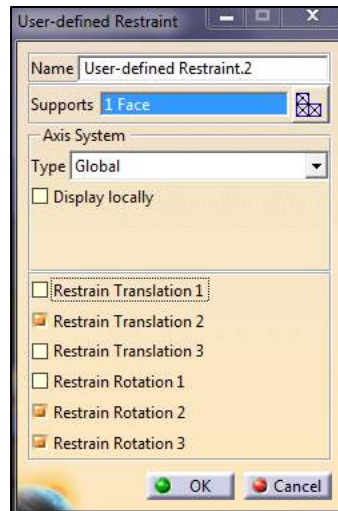 User-defined Restraint
Name User-defined Restraint.2
Supports 1 Face
Axis System
Type Global
Display locally
Restrain Translation 1
Restrain Translation 2
Restrain Translation 3
Restrain Rotation 1
Restrain Rotation 2
Restrain Rotation 3
OK Cancel